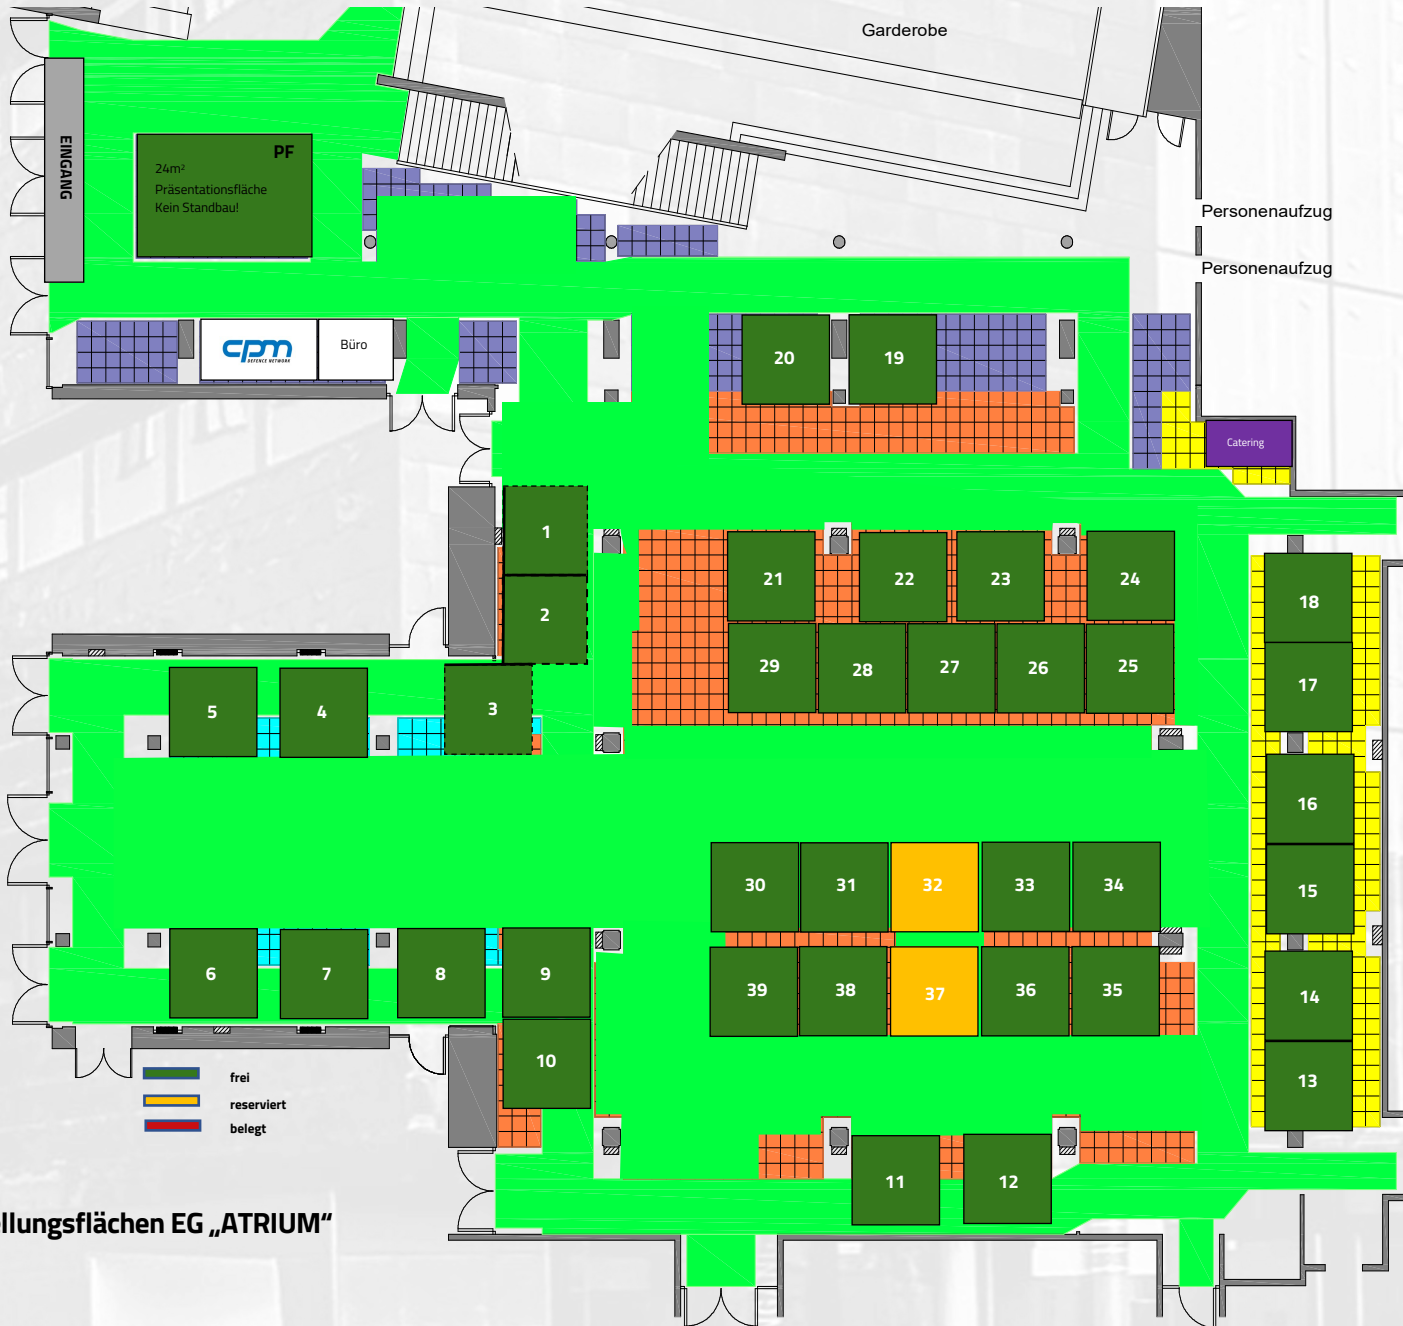 Garderobe
EINGANG
PF
24m²
Präsentationsfläche
Kein Standbau!
Personenaufzug
Personenaufzug
cpm
DEFENCE NETWORK
Büro
20
19
Catering
1
2
21
22
23
24
29
28
27
26
25
18
17
5
4
3
16
15
30
31
32
33
34
6
7
8
9
39
38
37
36
35
14
13
10
frei
reserviert
belegt
11
12
llungsflächen EG „ATRIUM“